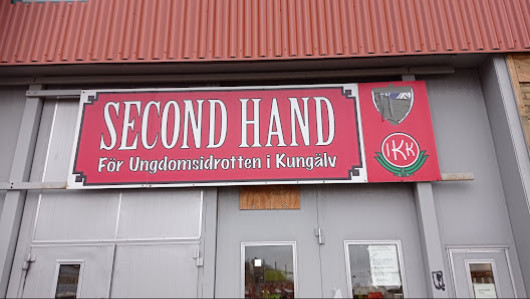 SECOND HAND
För Ungdomsidrotten i Kungälv
IKK